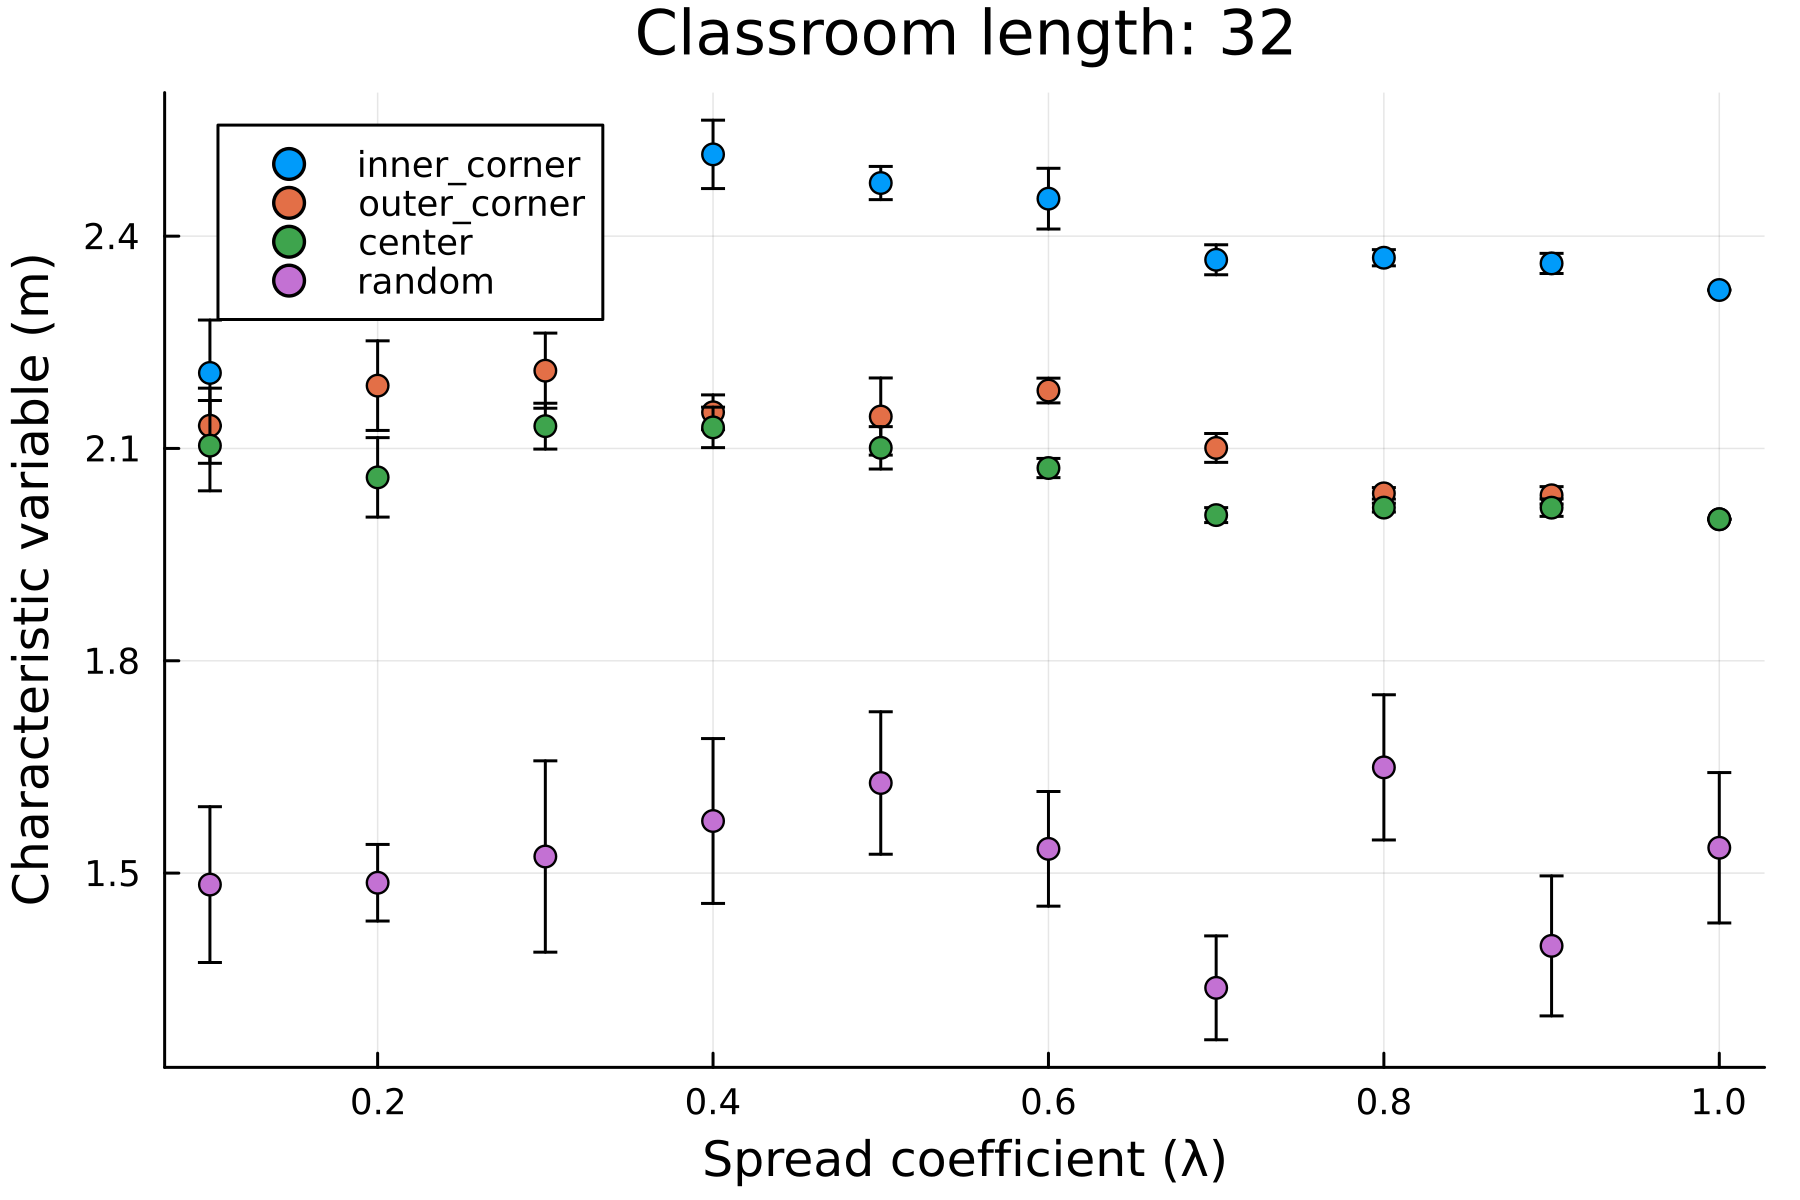 Classroom length: 32
inner_corner
outer_corner
center
random
Characteristic variable (m)
2.4
2.1
1.8
1.5
0.2 0.4 0.6 0.8 1.0
Spread coefficient (λ)